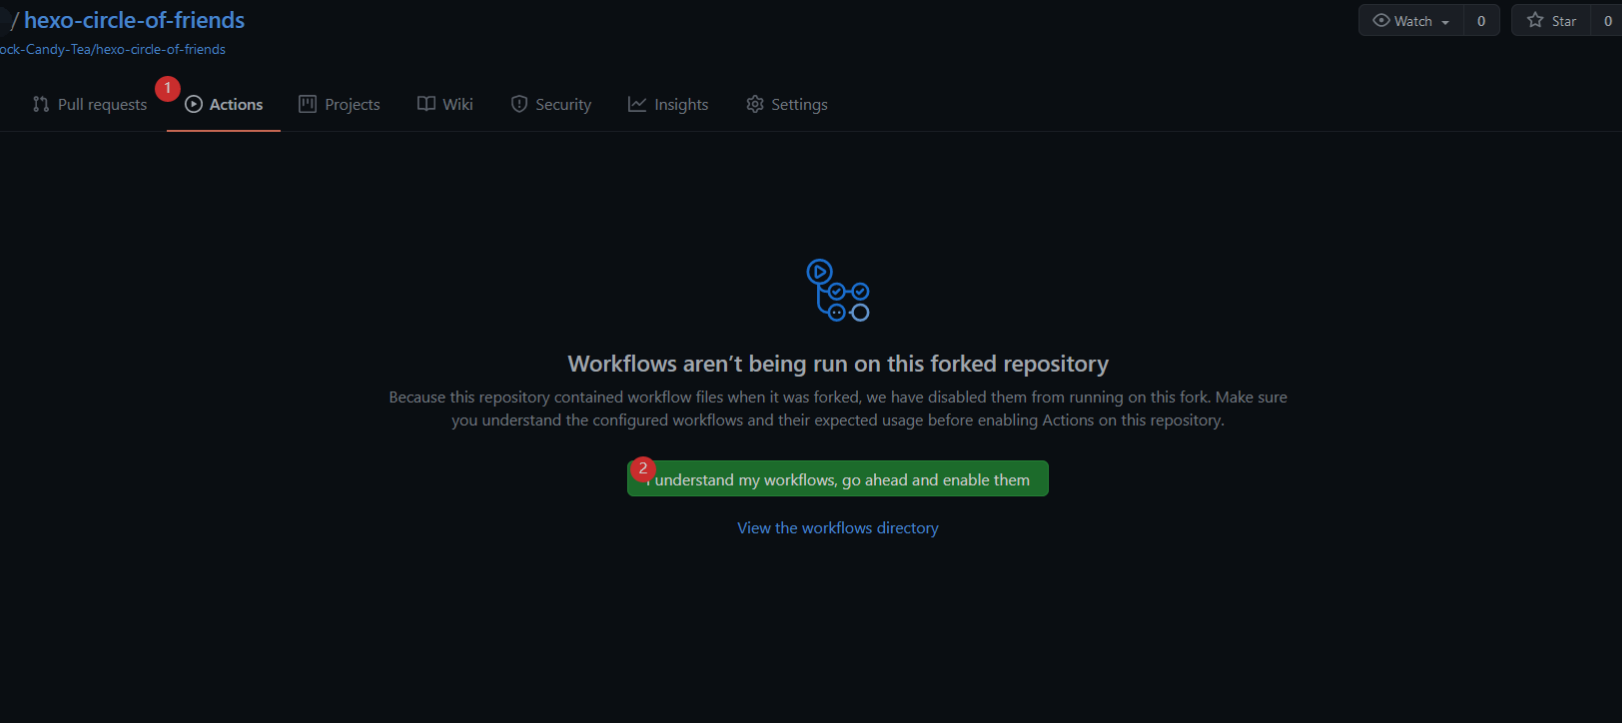 / hexo-circle-of-friends
Watch 0 Star 0
ock-Candy-Tea/hexo-circle-of-friends
Pull requests 1 Actions Projects Wiki Security Insights Settings
Workflows aren’t being run on this forked repository
Because this repository contained workflow files when it was forked, we have disabled them from running on this fork. Make sure
you understand the configured workflows and their expected usage before enabling Actions on this repository.
2 I understand my workflows, go ahead and enable them
View the workflows directory